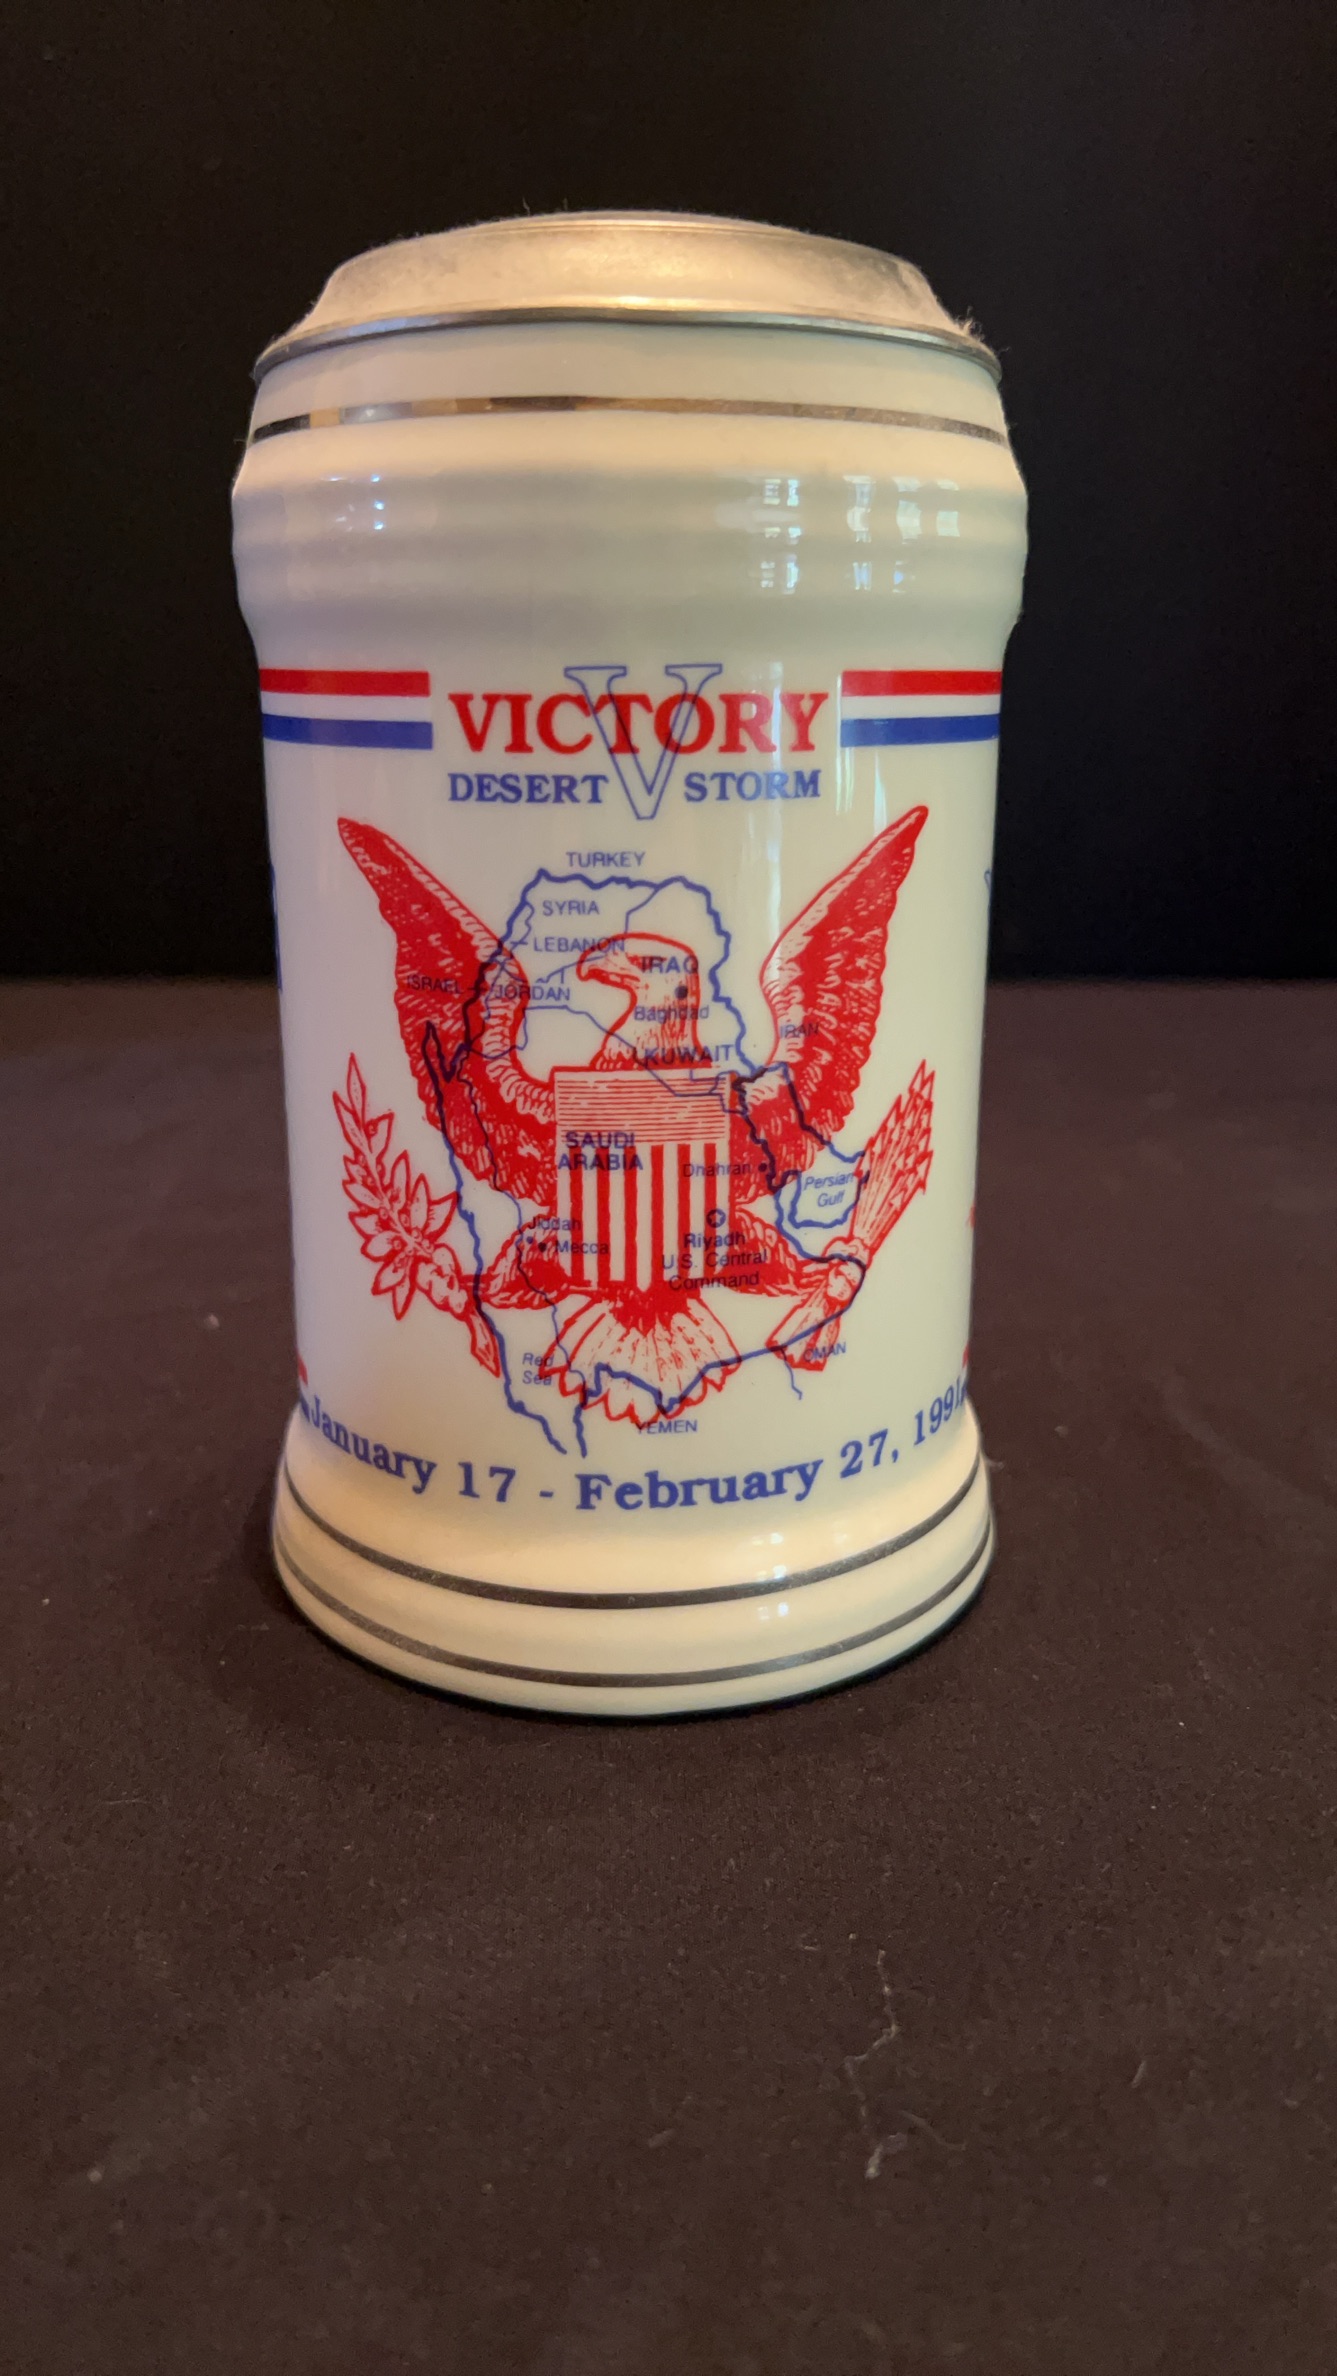 V
VICTORY
DESERT STORM
TURKEY
SYRIA
LEBANON
IRAQ
ISRAEL
JORDAN
Baghdad
IRAN
KUWAIT
SAUDI
ARABIA
Dhahran
Persian
Gulf
Jiddah
Mecca
Riyadh
U.S. Central
Command
Red
Sea
OMAN
YEMEN
January 17 - February 27, 1991